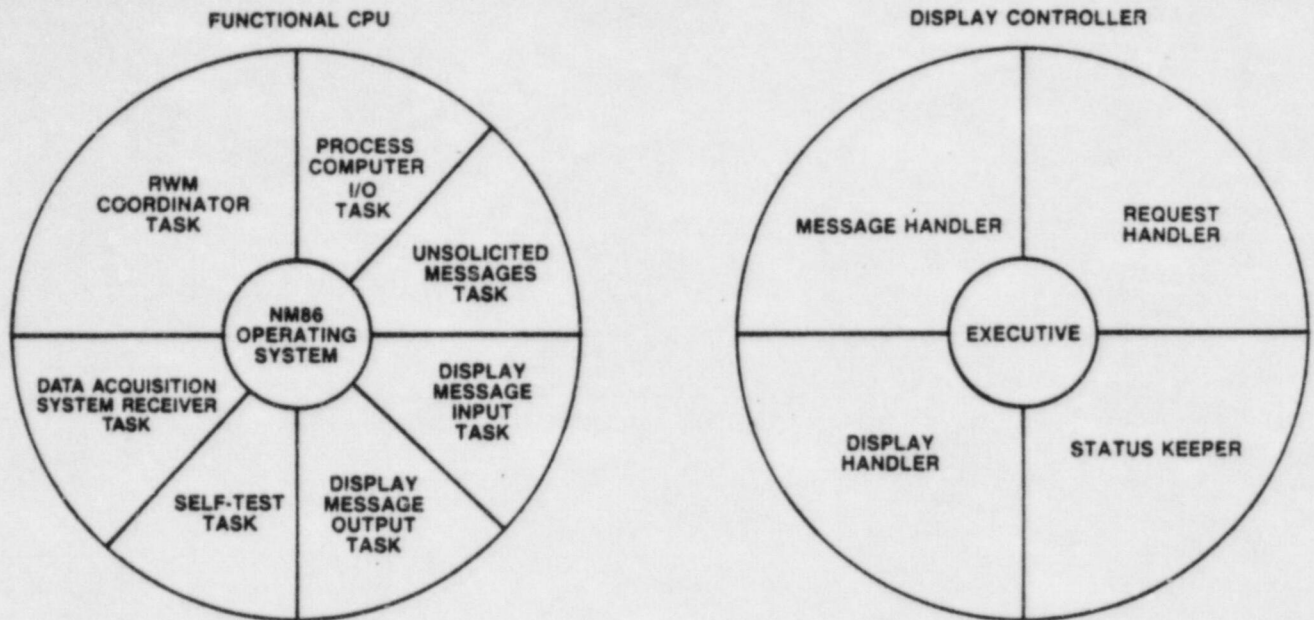 FUNCTIONAL CPU
RWM
COORDINATOR
TASK
PROCESS
COMPUTER
I/O
TASK
UNSOLICITED
MESSAGES
TASK
NM86
OPERATING
SYSTEM
DATA ACQUISITION
SYSTEM RECEIVER
TASK
SELF-TEST
TASK
DISPLAY
MESSAGE
OUTPUT
TASK
DISPLAY
MESSAGE
INPUT
TASK
DISPLAY CONTROLLER
MESSAGE HANDLER
REQUEST
HANDLER
EXECUTIVE
DISPLAY
HANDLER
STATUS KEEPER